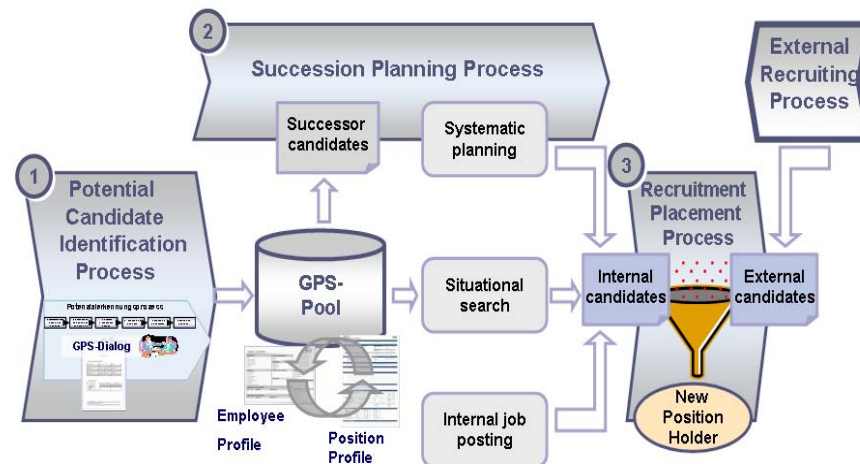 2
Succession Planning Process
External
Recruiting
Process
Successor
candidates
Systematic
planning
1
Potential
Candidate
Identification
Process
3
Recruitment
Placement
Process
GPS-
Pool
Situational
search
Internal
candidates
External
candidates
Potenzialerkennungsprozess
GPS-Dialog
Employee
Profile
Position
Profile
Internal job
posting
New
Position
Holder